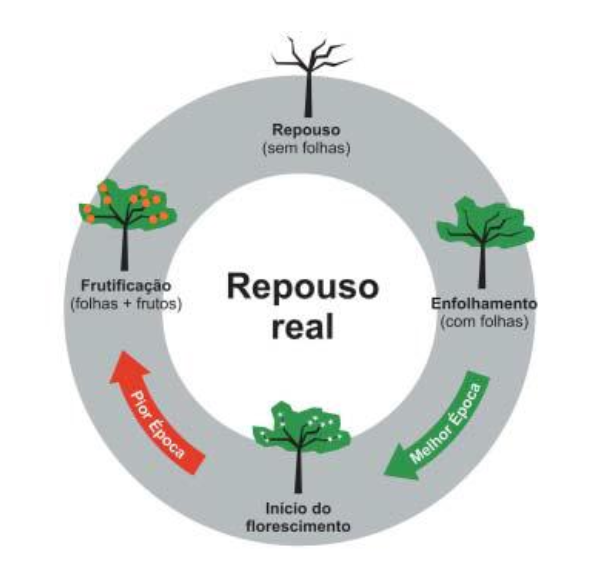 Repouso
(sem folhas)
Enfolhamento
(com folhas)
Melhor Época
Início do
florescimento
Pior Época
Frutificação
(folhas + frutos)
Repouso
real